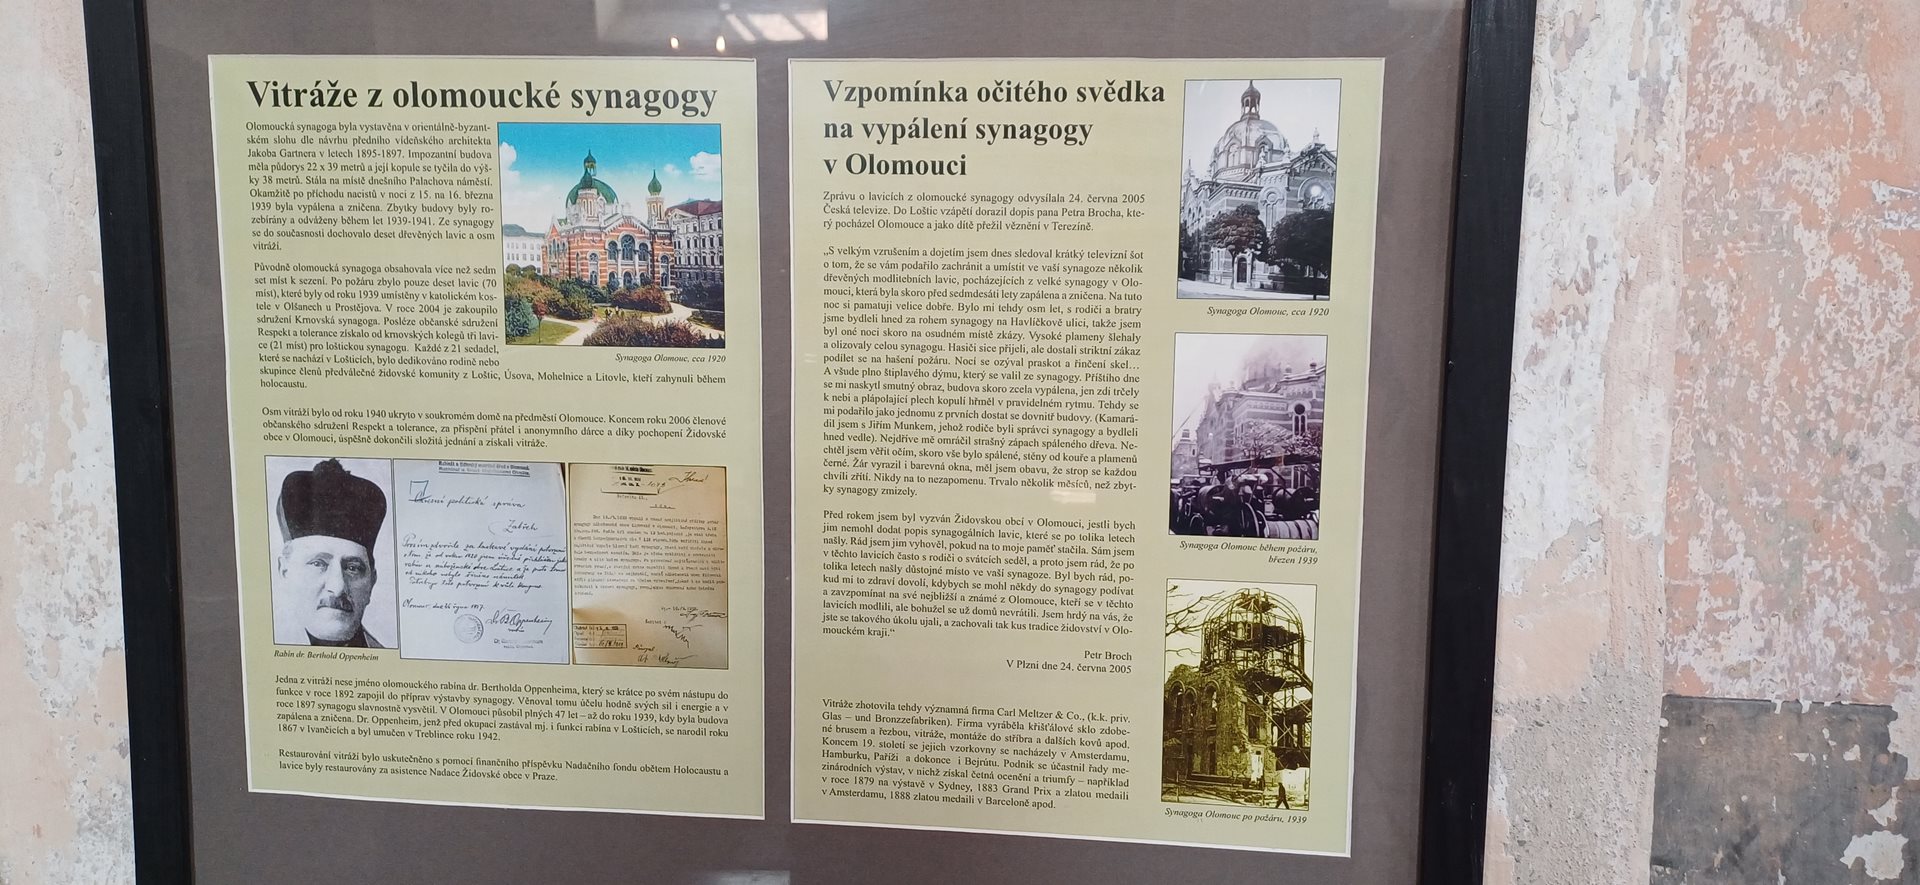 Vitráže z olomoucké synagogy
Olomoucká synagoga byla vystavěna v orientálně-byzant-
ském slohu dle návrhu předního vídeňského architekta
Jakoba Gartnera v letech 1895-1897. Impozantní budova
měla půdorys 22 x 39 metrů a její kopule se tyčila do výš-
ky 38 metrů. Stála na místě dnešního Palachova náměstí.
Okamžitě po příchodu nacistů v noci z 15. na 16. března
1939 byla vypálena a zničena. Zbytky budovy byly ro-
zebírány a odváženy během let 1939-1941. Ze synagogy
se do současnosti dochovalo deset dřevěných lavic a osm
vitráží.
Původně olomoucká synagoga obsahovala více než sedm
set míst k sezení. Po požáru zbylo pouze deset lavic (70
míst), které byly od roku 1939 umístěny v katolickém kos-
tele v Olšanech u Prostějova. V roce 2004 je zakoupilo
sdružení Krnovská synagoga. Posléze občanské sdružení
Respekt a tolerance získalo od krnovských kolegů tři lavi-
ce (21 míst) pro loštickou synagogu. Každé z 21 sedadel,
které se nachází v Lošticích, bylo dedikováno rodině nebo
skupince členů předválečné židovské komunity z Loštic, Úsova, Mohelnice a Litovle, kteří zahynuli během
holocaustu.
Synagoga Olomouc, cca 1920
Osm vitráží bylo od roku 1940 ukryto v soukromém domě na předměstí Olomouce. Koncem roku 2006 členové
občanského sdružení Respekt a tolerance, za přispění přátel i anonymního dárce a díky pochopení Židovské
obce v Olomouci, úspěšně dokončili složitá jednání a získali vitráže.
Rabín dr. Berthold Oppenheim
Jedna z vitráží nese jméno olomouckého rabína dr. Bertholda Oppenheima, který se krátce po svém nástupu do
funkce v roce 1892 zapojil do příprav výstavby synagogy. Věnoval tomu účelu hodně svých sil i energie a v
roce 1897 synagogu slavnostně vysvětil. V Olomouci působil plných 47 let – až do roku 1939, kdy byla budova
zapálena a zničena. Dr. Oppenheim, jenž před okupací zastával mj. i funkci rabína v Lošticích, se narodil roku
1867 v Ivančicích a byl umučen v Treblince roku 1942.
Restaurování vitráží bylo uskutečněno s pomocí finančního příspěvku Nadačního fondu obětem Holocaustu a
lavice byly restaurovány za asistence Nadace Židovské obce v Praze.
Vzpomínka očitého svědka
na vypálení synagogy
v Olomouci
Zprávu o lavicích z olomoucké synagogy odvysílala 24. června 2005
Česká televize. Do Loštic vzápětí dorazil dopis pana Petra Brocha, kte-
rý pocházel Olomouce a jako dítě přežil věznění v Terezíně.
„S velkým vzrušením a dojetím jsem dnes sledoval krátký televizní šot
o tom, že se vám podařilo zachránit a umístit ve vaší synagoze několik
dřevěných modlitebních lavic, pocházejících z velké synagogy v Olo-
mouci, která byla skoro před sedmdesáti lety zapálena a zničena. Na tuto
noc si pamatuji velice dobře. Bylo mi tehdy osm let, s rodiči a bratry
jsme bydleli hned za rohem synagogy na Havlíčkově ulici, takže jsem
byl oné noci skoro na osudném místě zkázy. Vysoké plameny šlehaly
a olizovaly celou synagogu. Hasiči sice přijeli, ale dostali striktní zákaz
podílet se na hašení požáru. Nocí se ozýval praskot a řinčení skel…
A všude plno štiplavého dýmu, který se valil ze synagogy. Příštího dne
se mi naskytl smutný obraz, budova skoro zcela vypálena, jen zdi trčely
k nebi a plápolající plech kopulí hřměl v pravidelném rytmu. Tehdy se
mi podařilo jako jednomu z prvních dostat se dovnitř budovy. (Kamará-
dil jsem s Jiřím Munkem, jehož rodiče byli správci synagogy a bydleli
hned vedle). Nejdříve mě omráčil strašný zápach spáleného dřeva. Ne-
chtěl jsem věřit očím, skoro vše bylo spálené, stěny od kouře a plamenů
černé. Žár vyrazil i barevná okna, měl jsem obavu, že strop se každou
chvíli zřítí. Nikdy na to nezapomenu. Trvalo několik měsíců, než zbyt-
ky synagogy zmizely.
Před rokem jsem byl vyzván Židovskou obcí v Olomouci, jestli bych
jim nemohl dodat popis synagogálních lavic, které se po tolika letech
našly. Rád jsem jim vyhověl, pokud na to moje paměť stačila. Sám jsem
v těchto lavicích často s rodiči o svátcích seděl, a proto jsem rád, že po
tolika letech našly důstojné místo ve vaší synagoze. Byl bych rád, po-
kud mi to zdraví dovolí, kdybych se mohl někdy do synagogy podívat
a zavzpomínat na své nejbližší a známé z Olomouce, kteří se v těchto
lavicích modlili, ale bohužel se už domů nevrátili. Jsem hrdý na vás, že
jste se takového úkolu ujali, a zachovali tak kus tradice židovství v Olo-
mouckém kraji.“
Petr Broch
V Plzni dne 24. června 2005
Vitráže zhotovila tehdy významná firma Carl Meltzer & Co., (k.k. priv.
Glas – und Bronzzefabriken). Firma vyráběla křišťálové sklo zdobe-
né brusem a řezbou, vitráže, montáže do stříbra a dalších kovů apod.
Koncem 19. století se jejich vzorkovny se nacházely v Amsterdamu,
Hamburku, Paříži a dokonce i Bejrútu. Podnik se účastnil řady me-
zinárodních výstav, v nichž získal četná ocenění a triumfy – například
v roce 1879 na výstavě v Sydney, 1883 Grand Prix a zlatou medaili
v Amsterdamu, 1888 zlatou medaili v Barceloně apod.
Synagoga Olomouc, cca 1920
Synagoga Olomouc během požáru,
březen 1939
Synagoga Olomouc po požáru, 1939